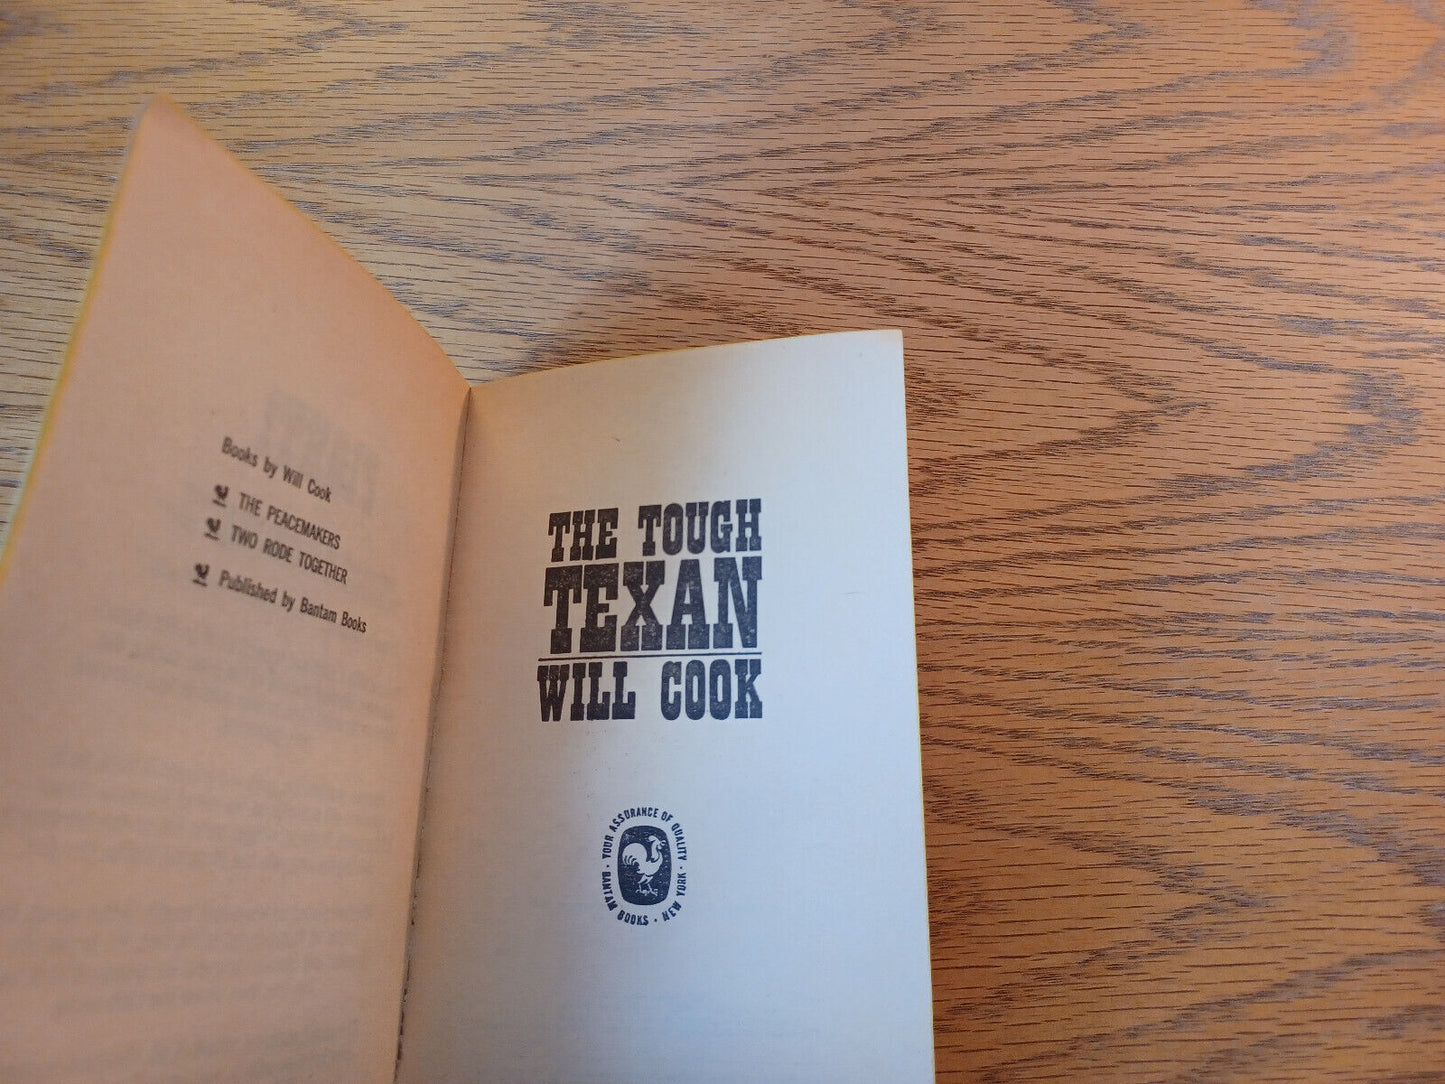 Books by Will Cook
THE PEACEMAKERS
TWO RODE TOGETHER
Published by Bantam Books
THE TOUGH
TEXAN
WILL COOK
YOUR ASSURANCE OF QUALITY
BANTAM BOOKS • NEW YORK •